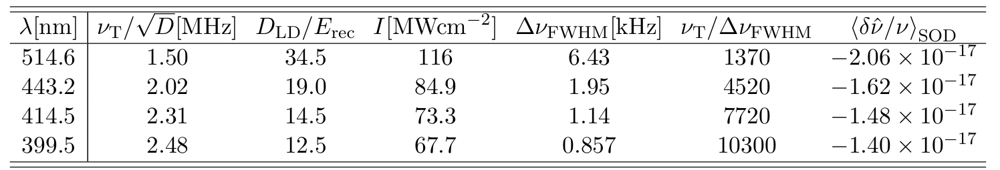 λ[nm] ν_T/√D[MHz] D_LD/E_rec I[MWcm⁻²] Δν_FWHM[kHz] ν_T/Δν_FWHM ⟨δν̂/ν⟩_SOD
514.6 1.50 34.5 116 6.43 1370 −2.06 × 10⁻¹⁷
443.2 2.02 19.0 84.9 1.95 4520 −1.62 × 10⁻¹⁷
414.5 2.31 14.5 73.3 1.14 7720 −1.48 × 10⁻¹⁷
399.5 2.48 12.5 67.7 0.857 10300 −1.40 × 10⁻¹⁷